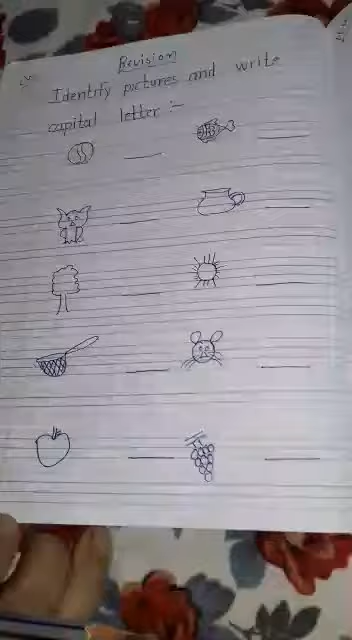 Revision
Identify pictures and write
capital letter :-